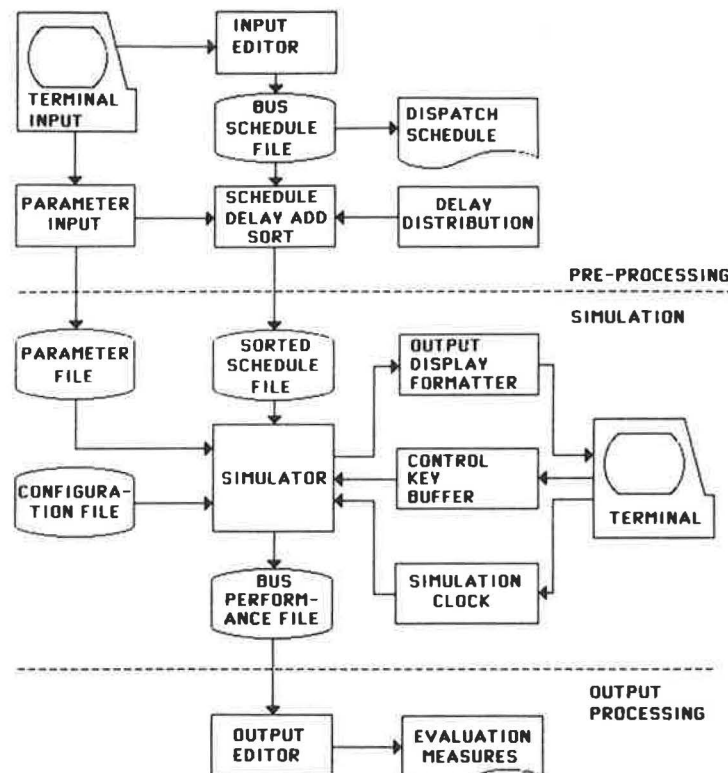 INPUT
EDITOR
TERMINAL
INPUT
BUS
SCHEDULE
FILE
DISPATCH
SCHEDULE
PARAMETER
INPUT
SCHEDULE
DELAY ADD
SORT
DELAY
DISTRIBUTION
PRE-PROCESSING
SIMULATION
PARAMETER
FILE
SORTED
SCHEDULE
FILE
OUTPUT
DISPLAY
FORMATTER
SIMULATOR
CONTROL
KEY
BUFFER
CONFIGURA-
TION FILE
TERMINAL
BUS
PERFORM-
ANCE FILE
SIMULATION
CLOCK
OUTPUT
PROCESSING
OUTPUT
EDITOR
EVALUATION
MEASURES